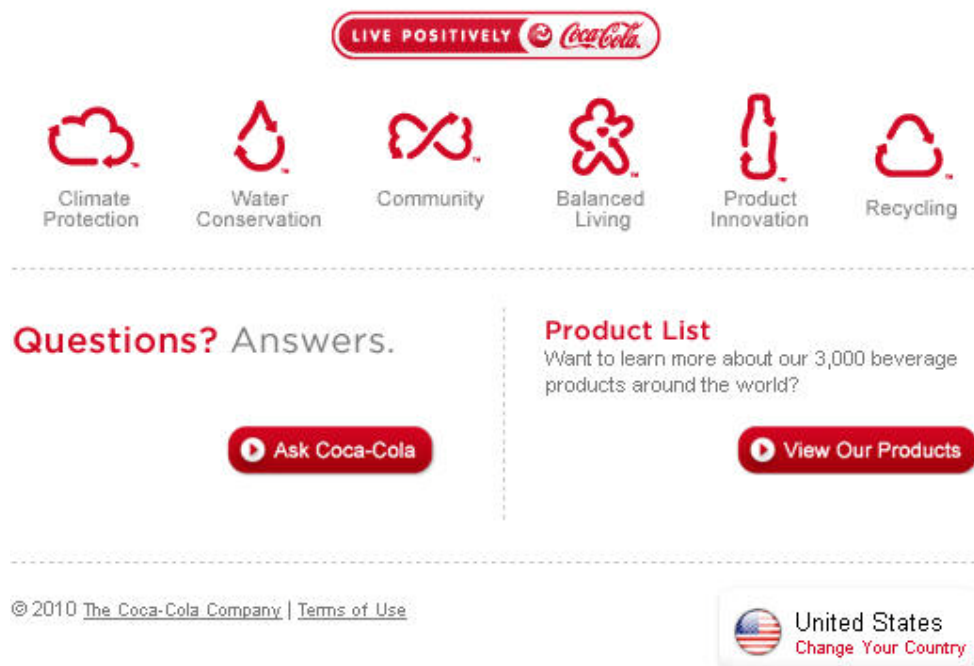 LIVE POSITIVELY Coca-Cola
Climate
Protection
Water
Conservation
Community
Balanced
Living
Product
Innovation
Recycling
Questions? Answers.
Ask Coca-Cola
Product List
Want to learn more about our 3,000 beverage
products around the world?
View Our Products
© 2010 The Coca-Cola Company | Terms of Use
United States
Change Your Country